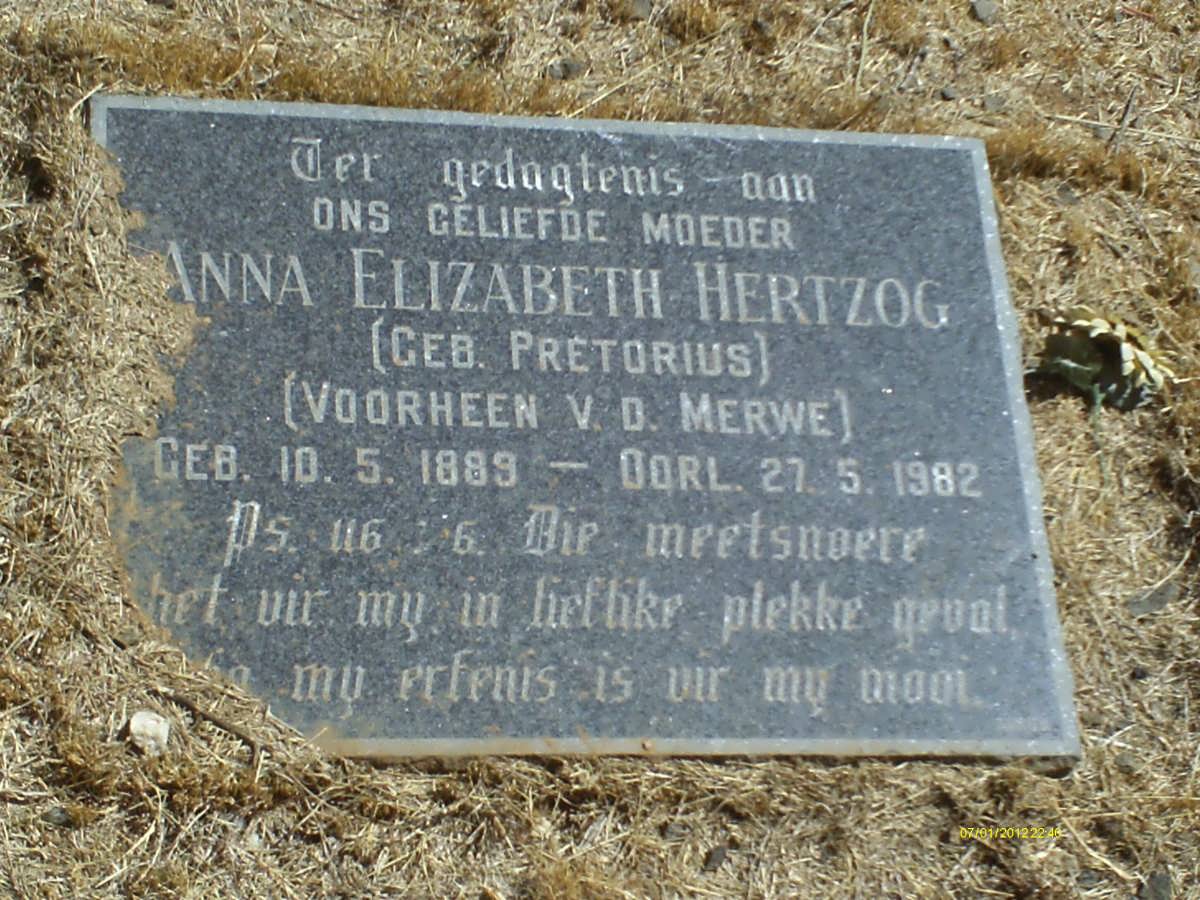 Ter gedagtenis aan
ONS GELIEFDE MOEDER
ANNA ELIZABETH HERTZOG
(GEB. PRETORIUS)
(VOORHEEN V. D. MERWE)
GEB. 10. 5. 1889 — OORL. 27. 5. 1982
Ps. 116 : 6. Die meetsnoere
het vir my in lieflike plekke geval,
my erfenis is vir my mooi.
07/01/2012 22:46